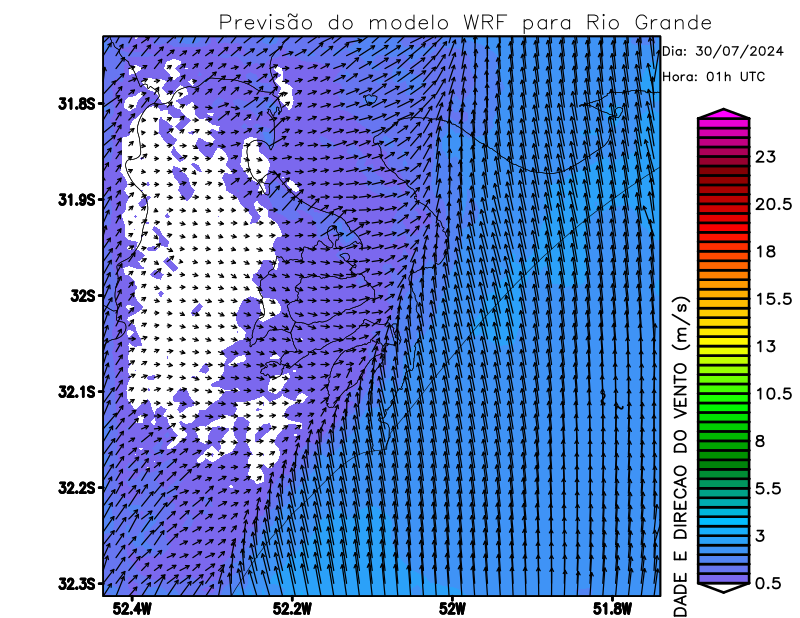 Previsão do modelo WRF para Rio Grande
Dia: 30/07/2024
Hora: 01h UTC
31.8S
31.9S
32S
32.1S
32.2S
32.3S
52.4W
52.2W
52W
51.8W
23
20.5
18
15.5
13
10.5
8
5.5
3
0.5
DADE E DIRECAO DO VENTO (m/s)